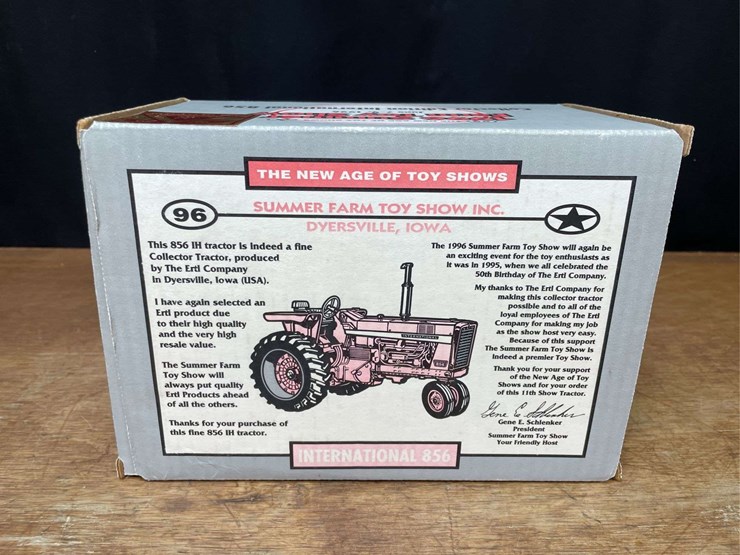 Collector Edition International 856
THE NEW AGE OF TOY SHOWS
96
SUMMER FARM TOY SHOW INC.
DYERSVILLE, IOWA
This 856 IH tractor is indeed a fine
Collector Tractor, produced
by The Ertl Company
in Dyersville, Iowa (USA).
I have again selected an
Ertl product due
to their high quality
and the very high
resale value.
The Summer Farm
Toy Show will
always put quality
Ertl Products ahead
of all the others.
Thanks for your purchase of
this fine 856 IH tractor.
The 1996 Summer Farm Toy Show will again be
an exciting event for the toy enthusiasts as
it was in 1995, when we all celebrated the
50th Birthday of The Ertl Company.
My thanks to The Ertl Company for
making this collector tractor
possible and to all of the
loyal employees of The Ertl
Company for making my job
as the show host very easy.
Because of this support
The Summer Farm Toy Show is
indeed a premier Toy Show.
Thank you for your support
of the New Age of Toy
Shows and for your order
of this 11th Show Tractor.
Gene E. Schlenker
Gene E. Schlenker
President
Summer Farm Toy Show
Your Friendly Host
INTERNATIONAL
INTERNATIONAL 856